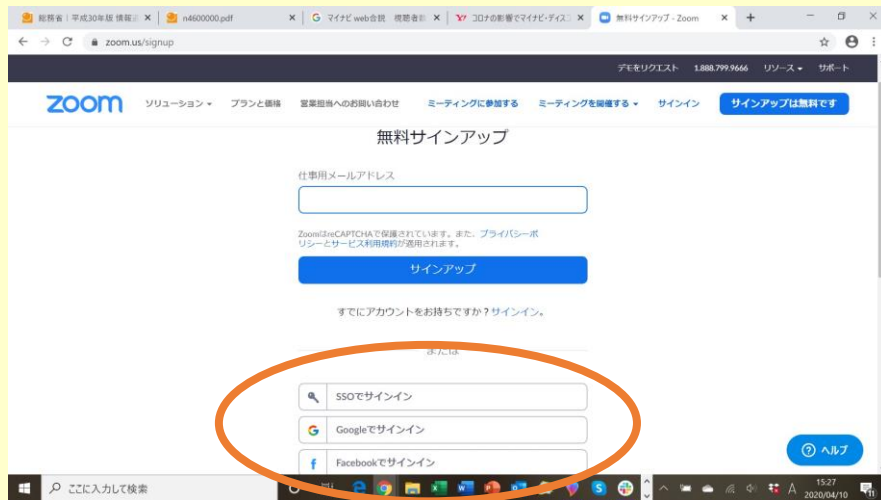 総務省｜平成30年版 情報
n4600000.pdf
マイナビ web合説 視聴者
コロナの影響でマイナビ・ディス
無料サインアップ - Zoom
zoom.us/signup
デモをリクエスト 1.888.799.9666 リソース サポート
zoom ソリューション プランと価格 営業担当へのお問い合わせ ミーティングに参加する ミーティングを開催する サインイン サインアップは無料です
無料サインアップ
仕事用メールアドレス
ZoomはreCAPTCHAで保護されています。また、プライバシーポ
リシーとサービス利用規約が適用されます。
サインアップ
すでにアカウントをお持ちですか？サインイン。
または
SSOでサインイン
Googleでサインイン
Facebookでサインイン
ヘルプ
ここに入力して検索
A
15:27
2020/04/10